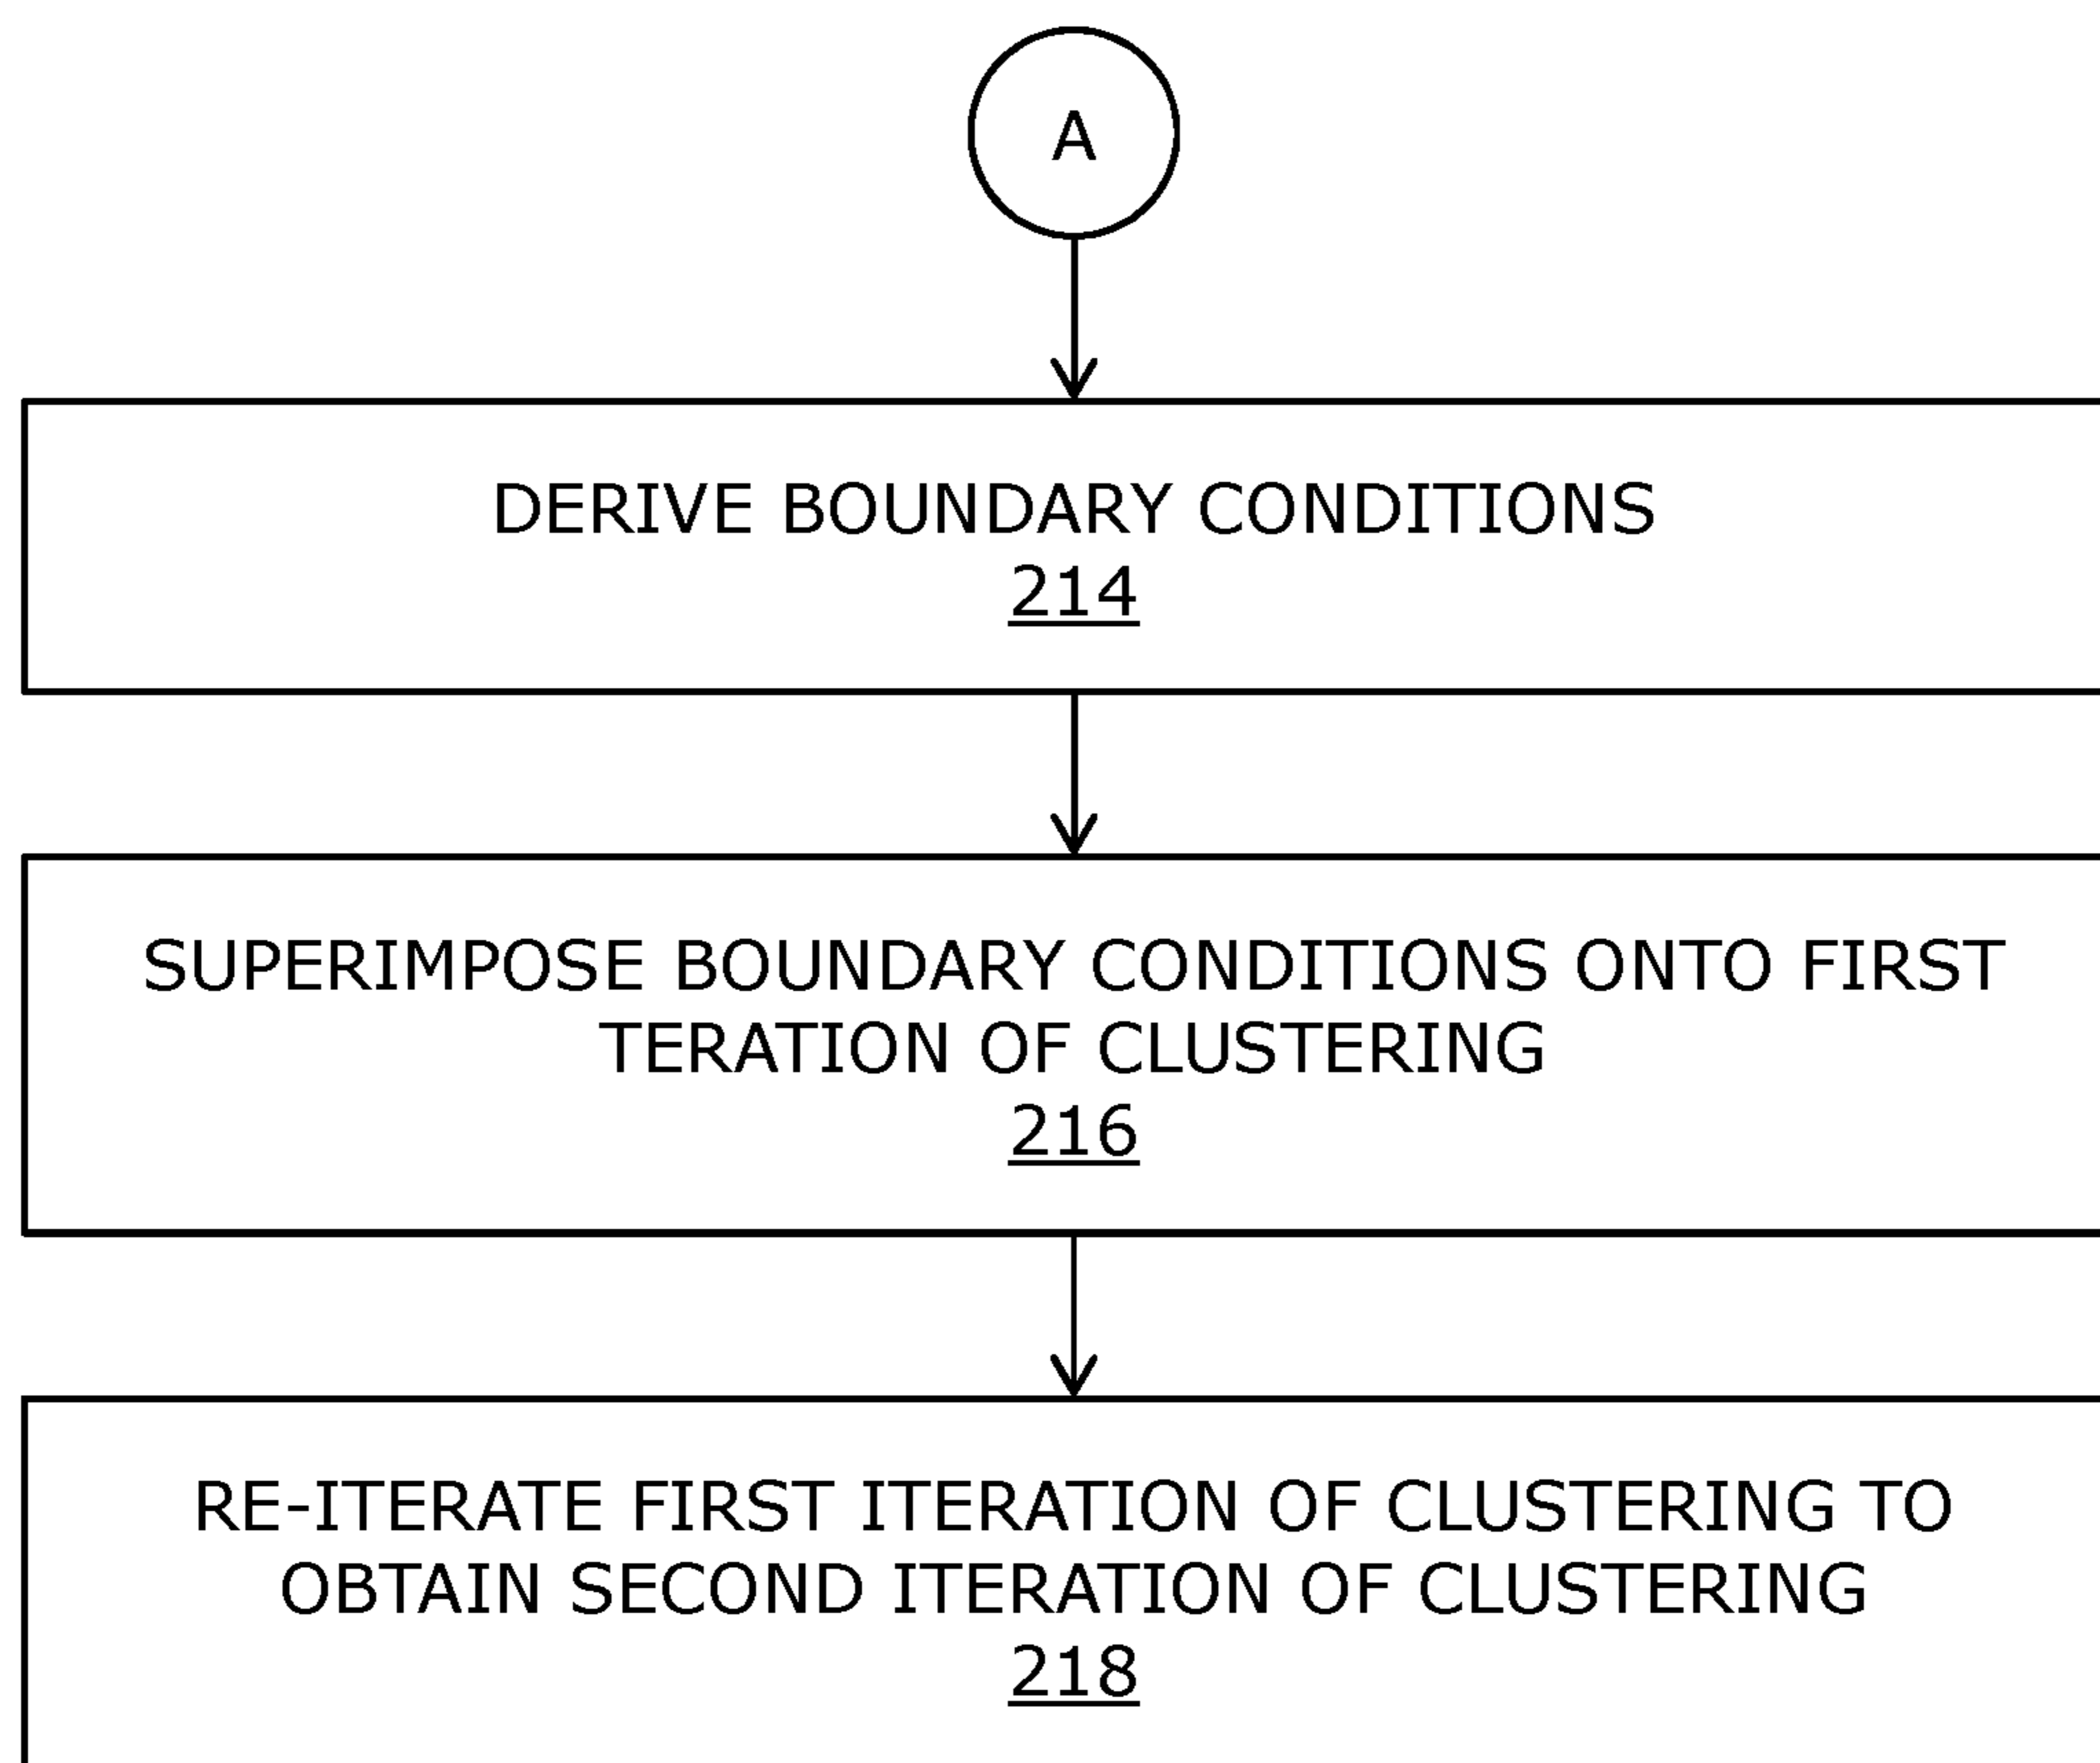 A
DERIVE BOUNDARY CONDITIONS
214
SUPERIMPOSE BOUNDARY CONDITIONS ONTO FIRST
TERATION OF CLUSTERING
216
RE-ITERATE FIRST ITERATION OF CLUSTERING TO
OBTAIN SECOND ITERATION OF CLUSTERING
218